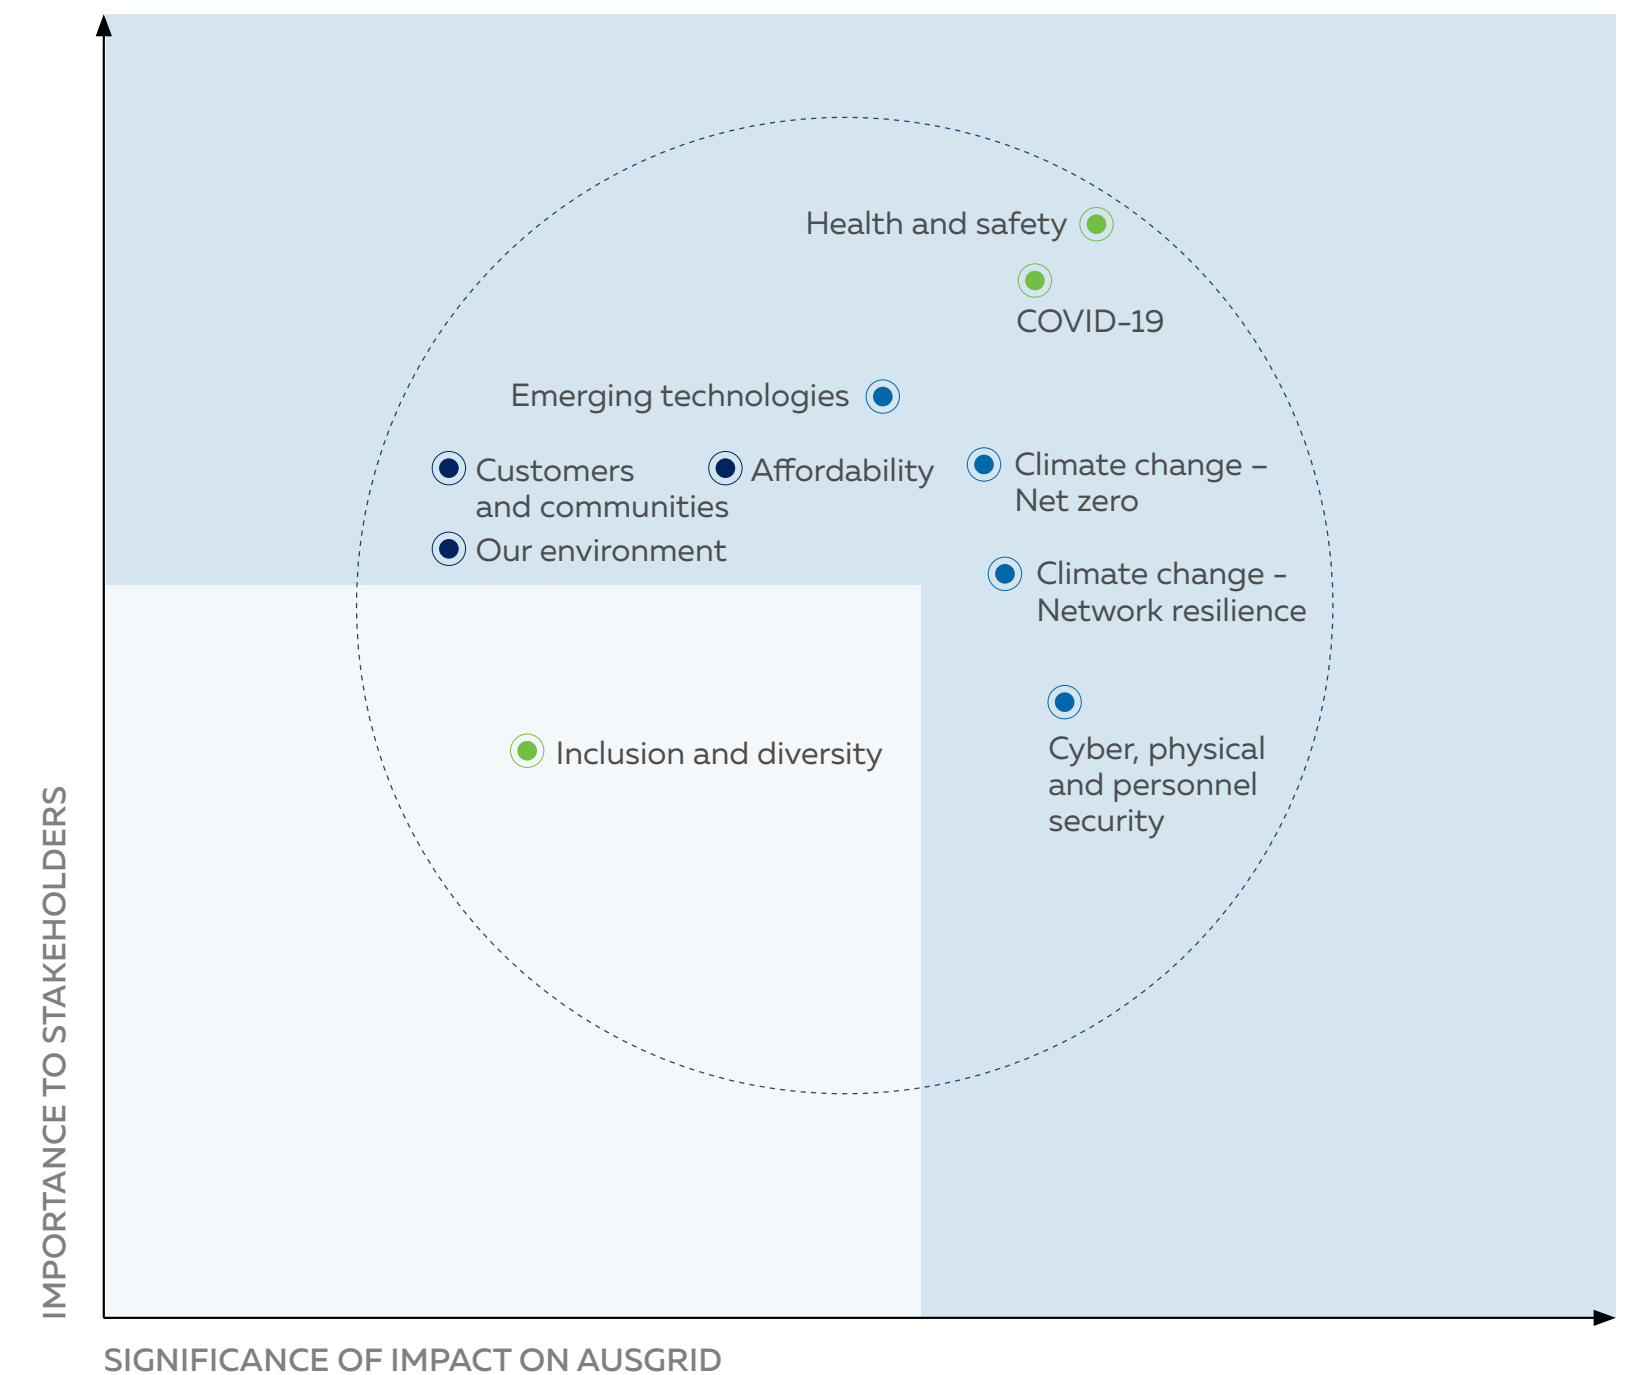 Health and safety
COVID-19
Emerging technologies
Customers
and communities
Affordability
Climate change –
Net zero
Our environment
Climate change -
Network resilience
Inclusion and diversity
Cyber, physical
and personnel
security
IMPORTANCE TO STAKEHOLDERS
SIGNIFICANCE OF IMPACT ON AUSGRID